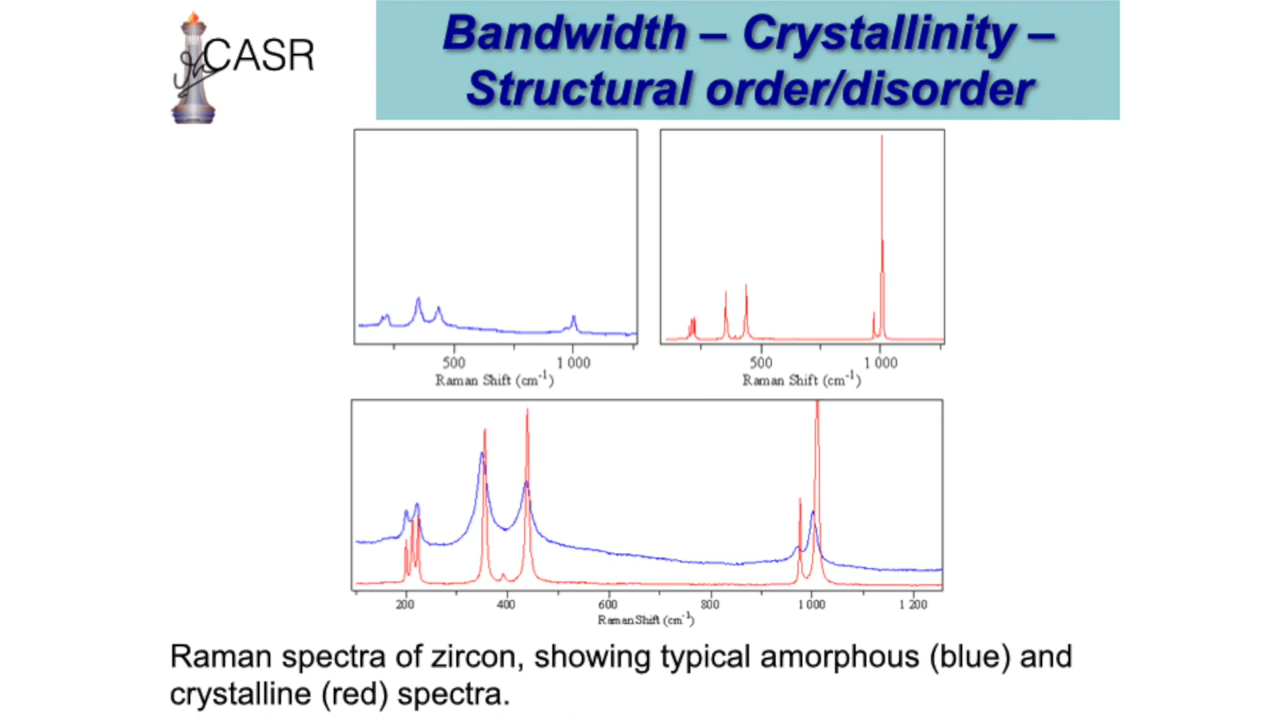 CASR
Bandwidth – Crystallinity –
Structural order/disorder
500 1 000
Raman Shift (cm⁻¹)
500 1 000
Raman Shift (cm⁻¹)
200 400 600 800 1 000 1 200
Raman Shift (cm⁻¹)
Raman spectra of zircon, showing typical amorphous (blue) and
crystalline (red) spectra.